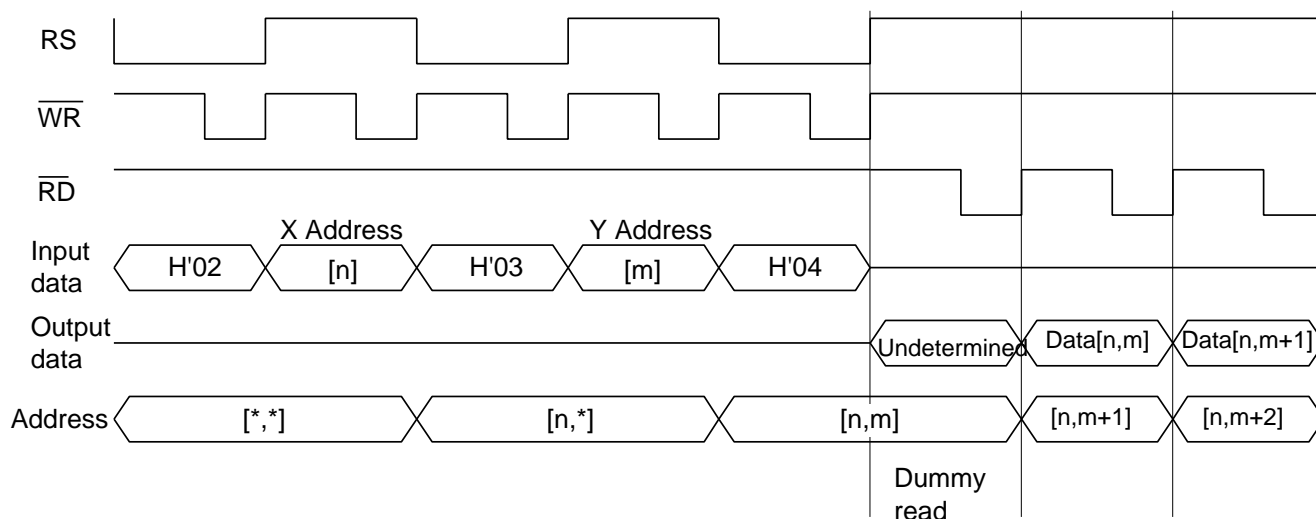 RS
WR
RD
X Address
Y Address
Input
data
H'02
[n]
H'03
[m]
H'04
Output
data
Undetermined
Data[n,m]
Data[n,m+1]
Address
[*,*]
[n,*]
[n,m]
[n,m+1]
[n,m+2]
Dummy
read